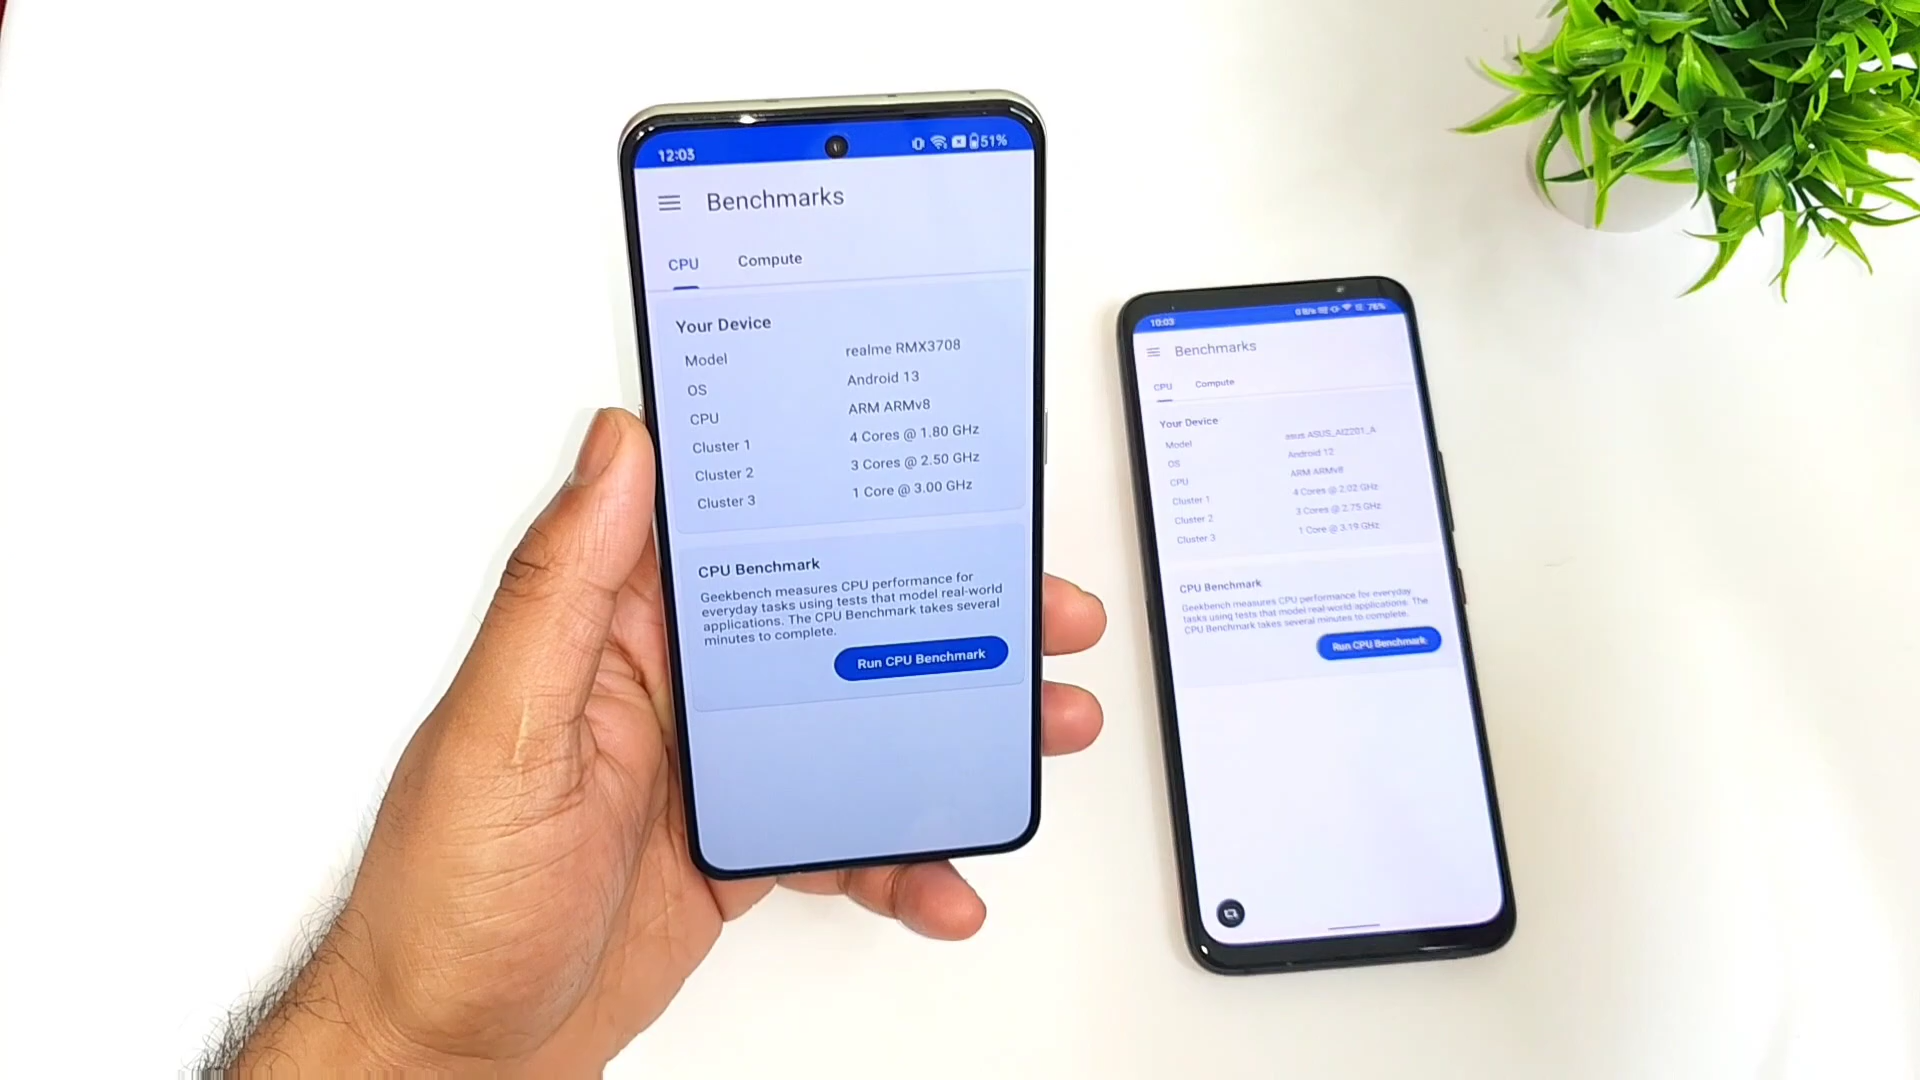 12:03
51%
Benchmarks
CPU Compute
Your Device
Model realme RMX3708
OS Android 13
CPU ARM ARMv8
Cluster 1 4 Cores @ 1.80 GHz
Cluster 2 3 Cores @ 2.50 GHz
Cluster 3 1 Core @ 3.00 GHz
CPU Benchmark
Geekbench measures CPU performance for
everyday tasks using tests that model real-world
applications. The CPU Benchmark takes several
minutes to complete.
Run CPU Benchmark
10:03
76%
Benchmarks
CPU Compute
Your Device
Model asus ASUS_AI2201_A
OS Android 12
CPU ARM ARMv8
Cluster 1 4 Cores @ 2.02 GHz
Cluster 2 3 Cores @ 2.75 GHz
Cluster 3 1 Core @ 3.19 GHz
CPU Benchmark
Geekbench measures CPU performance for everyday
tasks using tests that model real-world applications. The
CPU Benchmark takes several minutes to complete.
Run CPU Benchmark